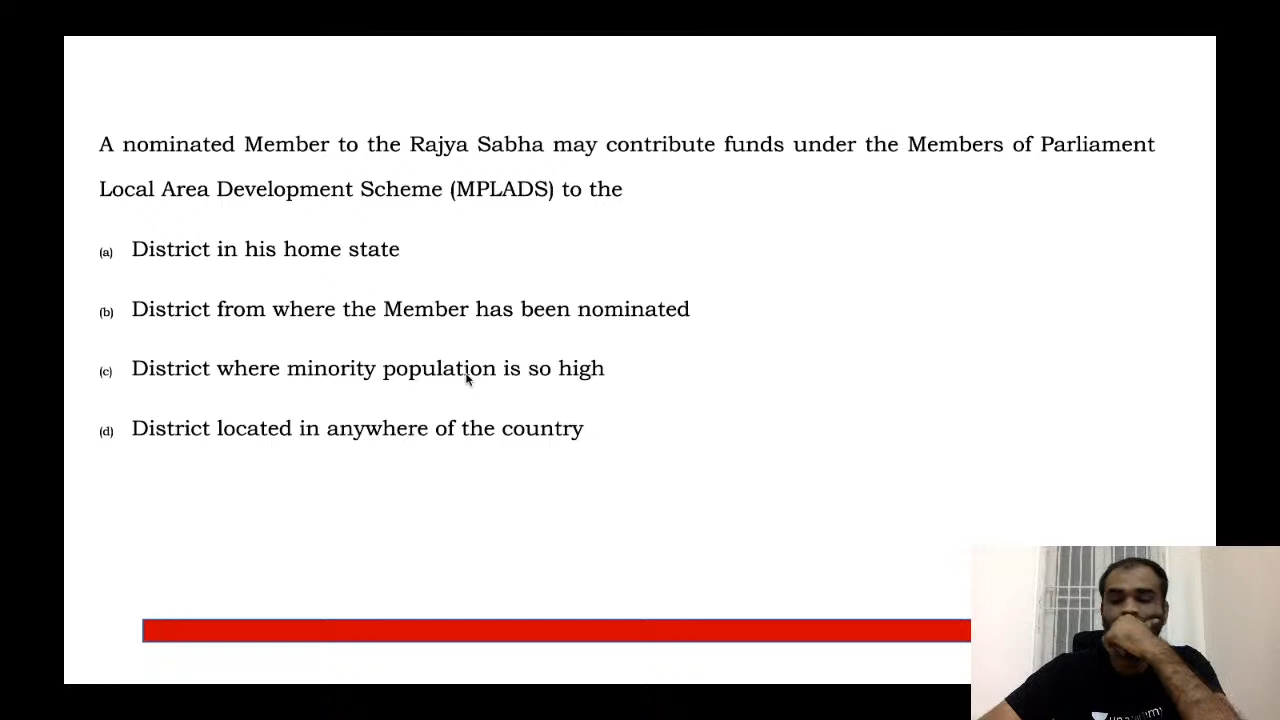 A nominated Member to the Rajya Sabha may contribute funds under the Members of Parliament
Local Area Development Scheme (MPLADS) to the
(a) District in his home state
(b) District from where the Member has been nominated
(c) District where minority population is so high
(d) District located in anywhere of the country